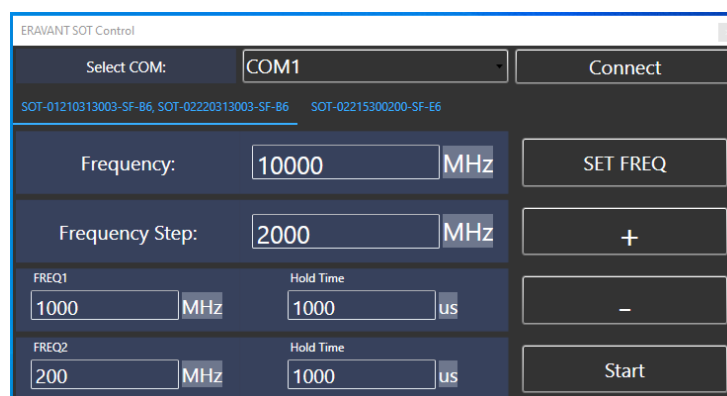 ERAVANT SOT Control
Select COM: COM1 Connect
SOT-01210313003-SF-B6, SOT-02220313003-SF-B6 SOT-02215300200-SF-E6
Frequency: 10000 MHz SET FREQ
Frequency Step: 2000 MHz +
FREQ1 Hold Time
1000 MHz 1000 us -
FREQ2 Hold Time
200 MHz 1000 us Start